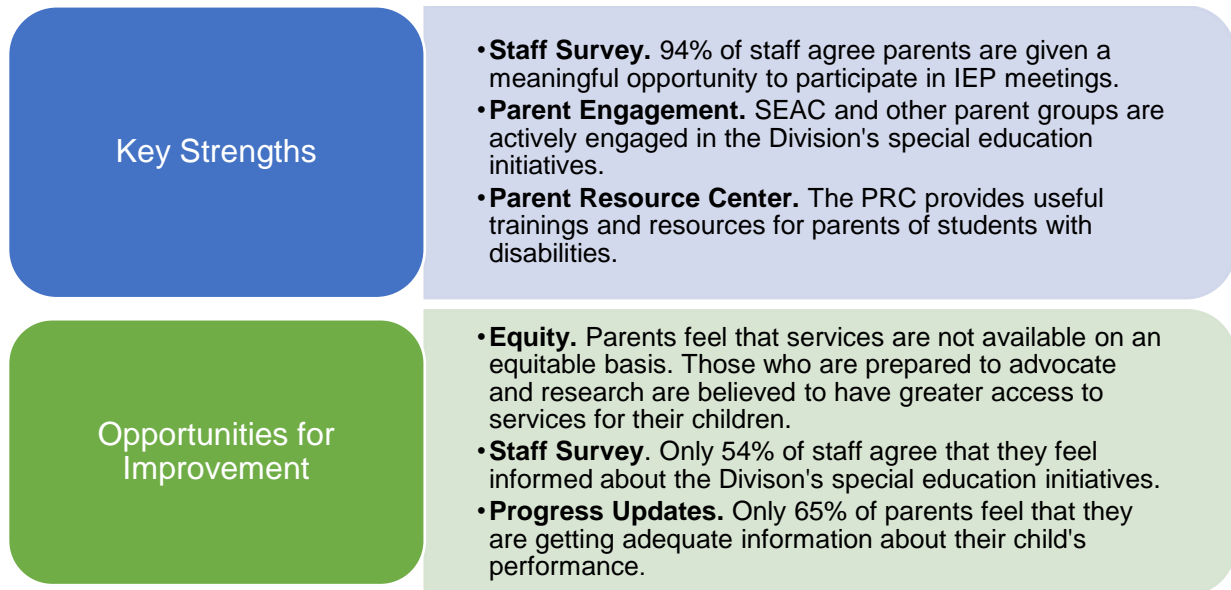 Key Strengths
•Staff Survey. 94% of staff agree parents are given a
meaningful opportunity to participate in IEP meetings.
•Parent Engagement. SEAC and other parent groups are
actively engaged in the Division's special education
initiatives.
•Parent Resource Center. The PRC provides useful
trainings and resources for parents of students with
disabilities.
Opportunities for
Improvement
•Equity. Parents feel that services are not available on an
equitable basis. Those who are prepared to advocate
and research are believed to have greater access to
services for their children.
•Staff Survey. Only 54% of staff agree that they feel
informed about the Divison's special education initiatives.
•Progress Updates. Only 65% of parents feel that they
are getting adequate information about their child's
performance.